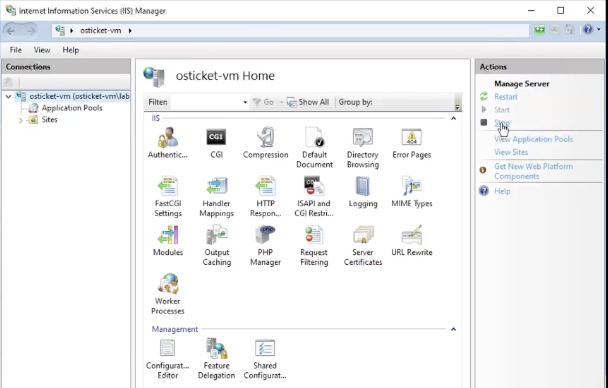 Internet Information Services (IIS) Manager
osticket-vm
File View Help
Connections
osticket-vm (osticket-vm\lab
Application Pools
Sites
osticket-vm Home
Filter: Go Show All Group by:
IIS
Authentic... CGI Compression Default Document Directory Browsing Error Pages
FastCGI Settings Handler Mappings HTTP Respon... ISAPI and CGI Restri... Logging MIME Types
Modules Output Caching PHP Manager Request Filtering Server Certificates URL Rewrite
Worker Processes
Management
Configurat... Editor Feature Delegation Shared Configurat...
Actions
Manage Server
Restart
Start
Stop
View Application Pools
View Sites
Get New Web Platform
Components
Help